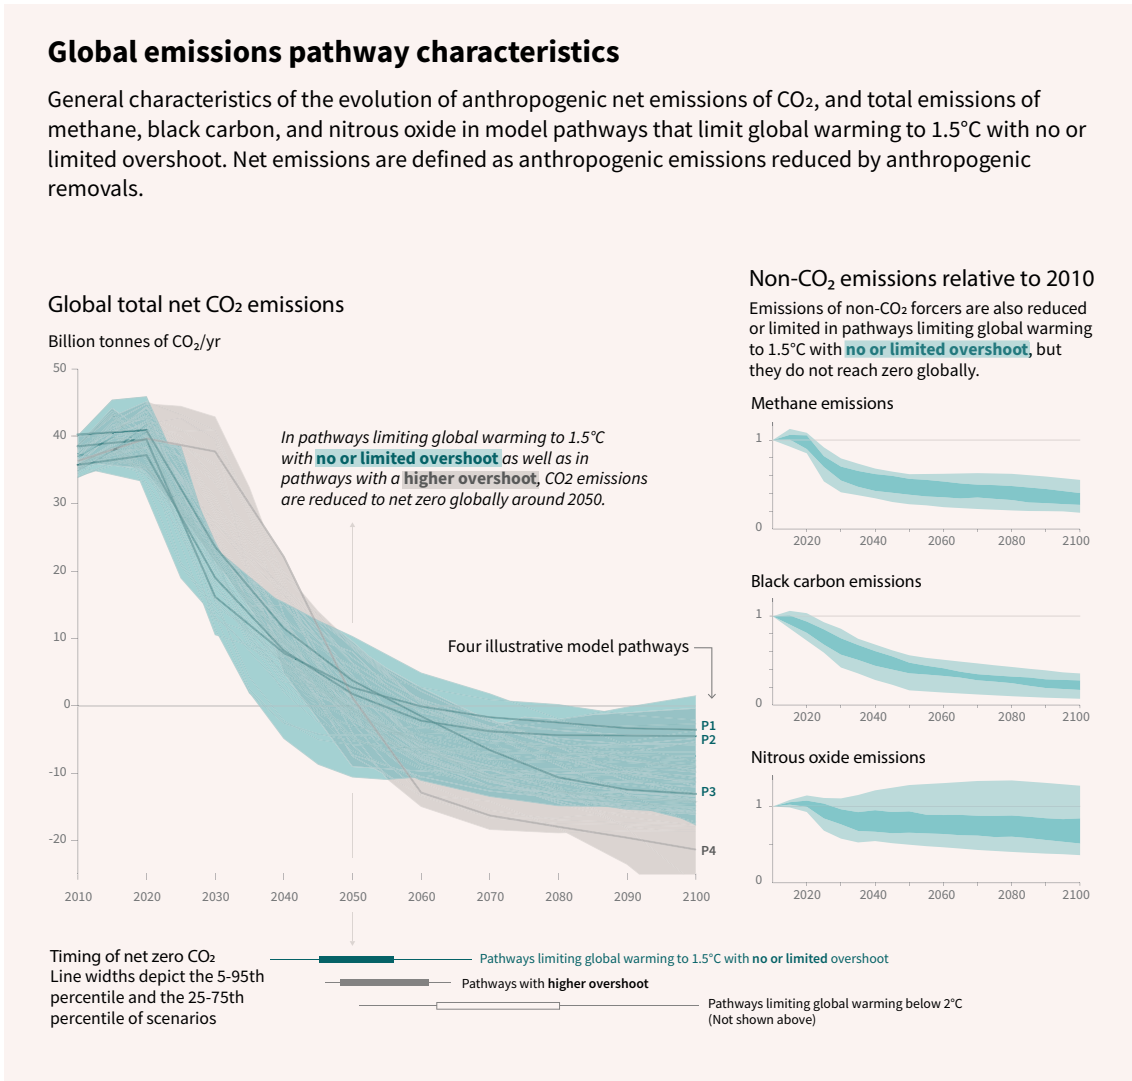 Global emissions pathway characteristics
General characteristics of the evolution of anthropogenic net emissions of CO₂, and total emissions of
methane, black carbon, and nitrous oxide in model pathways that limit global warming to 1.5°C with no or
limited overshoot. Net emissions are defined as anthropogenic emissions reduced by anthropogenic
removals.
Global total net CO₂ emissions
Billion tonnes of CO₂/yr
50
40
30
20
10
0
-10
-20
2010 2020 2030 2040 2050 2060 2070 2080 2090 2100
In pathways limiting global warming to 1.5°C
with no or limited overshoot as well as in
pathways with a higher overshoot, CO2 emissions
are reduced to net zero globally around 2050.
Four illustrative model pathways
P1
P2
P3
P4
Non-CO₂ emissions relative to 2010
Emissions of non-CO₂ forcers are also reduced
or limited in pathways limiting global warming
to 1.5°C with no or limited overshoot, but
they do not reach zero globally.
Methane emissions
1
0
2020 2040 2060 2080 2100
Black carbon emissions
1
0
2020 2040 2060 2080 2100
Nitrous oxide emissions
1
0
2020 2040 2060 2080 2100
Timing of net zero CO₂
Line widths depict the 5-95th
percentile and the 25-75th
percentile of scenarios
Pathways limiting global warming to 1.5°C with no or limited overshoot
Pathways with higher overshoot
Pathways limiting global warming below 2°C
(Not shown above)